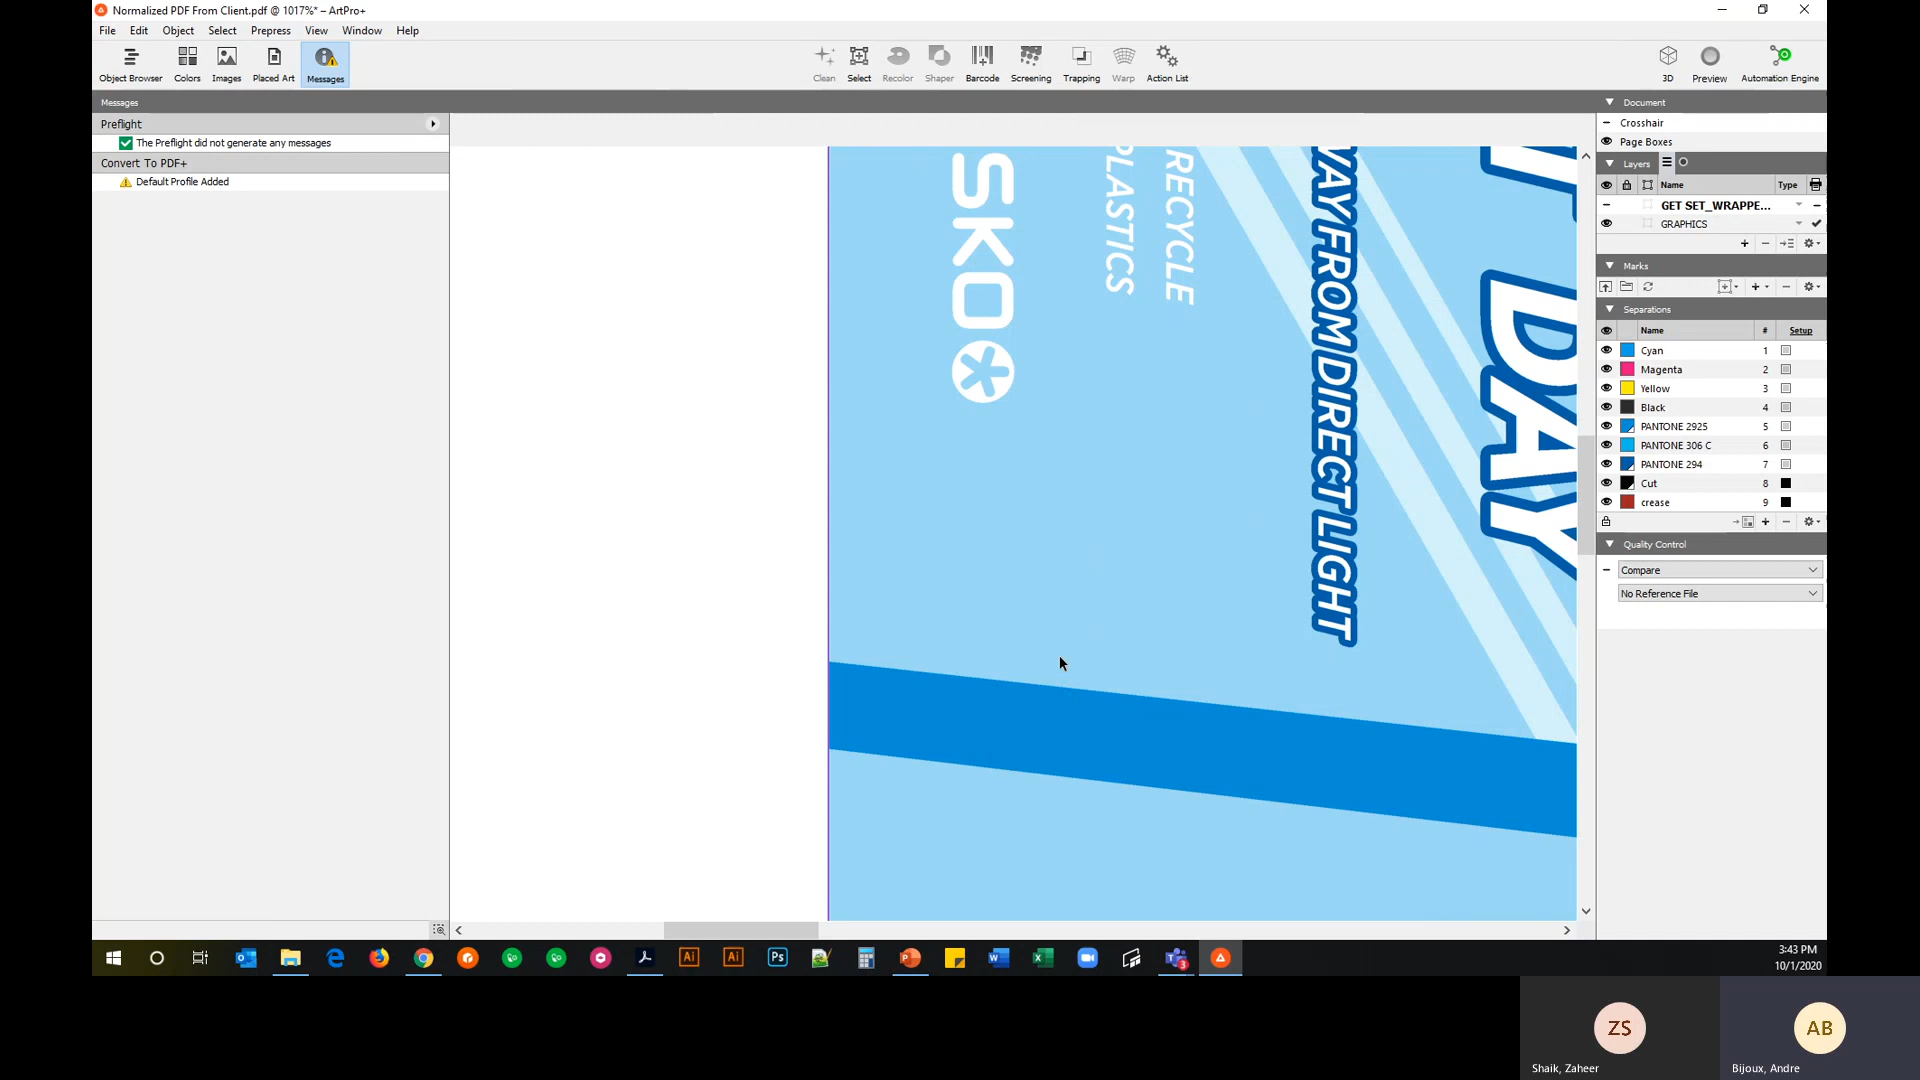 Normalized PDF From Client.pdf @ 1017%* – ArtPro+
File Edit Object Select Prepress View Window Help
Object Browser Colors Images Placed Art Messages Clean Select Recolor Shaper Barcode Screening Trapping Warp Action List 3D Preview Automation Engine
Messages
Preflight
The Preflight did not generate any messages
Convert To PDF+
Default Profile Added
SKO
PLASTICS
RECYCLE
WAY FROM DIRECT LIGHT
DAY
Document
Crosshair
Page Boxes
Layers
Name Type
GET SET_WRAPPE...
GRAPHICS
Marks
Separations
Name # Setup
Cyan 1
Magenta 2
Yellow 3
Black 4
PANTONE 2925 5
PANTONE 306 C 6
PANTONE 294 7
Cut 8
crease 9
Quality Control
Compare
No Reference File
3:43 PM
10/1/2020
ZS
Shaik, Zaheer
AB
Bijoux, Andre